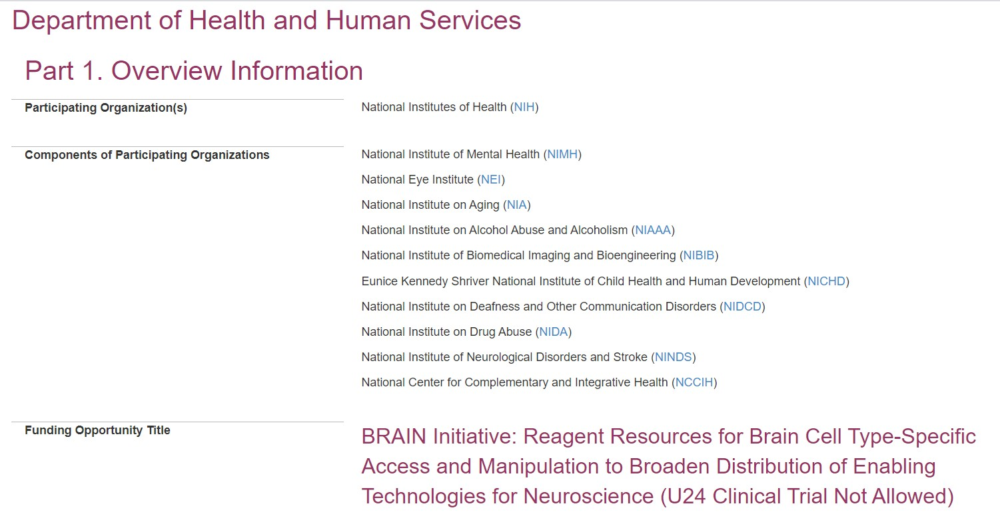 Department of Health and Human Services
Part 1. Overview Information
Participating Organization(s)
National Institutes of Health (NIH)
Components of Participating Organizations
National Institute of Mental Health (NIMH)
National Eye Institute (NEI)
National Institute on Aging (NIA)
National Institute on Alcohol Abuse and Alcoholism (NIAAA)
National Institute of Biomedical Imaging and Bioengineering (NIBIB)
Eunice Kennedy Shriver National Institute of Child Health and Human Development (NICHD)
National Institute on Deafness and Other Communication Disorders (NIDCD)
National Institute on Drug Abuse (NIDA)
National Institute of Neurological Disorders and Stroke (NINDS)
National Center for Complementary and Integrative Health (NCCIH)
Funding Opportunity Title
BRAIN Initiative: Reagent Resources for Brain Cell Type-Specific
Access and Manipulation to Broaden Distribution of Enabling
Technologies for Neuroscience (U24 Clinical Trial Not Allowed)